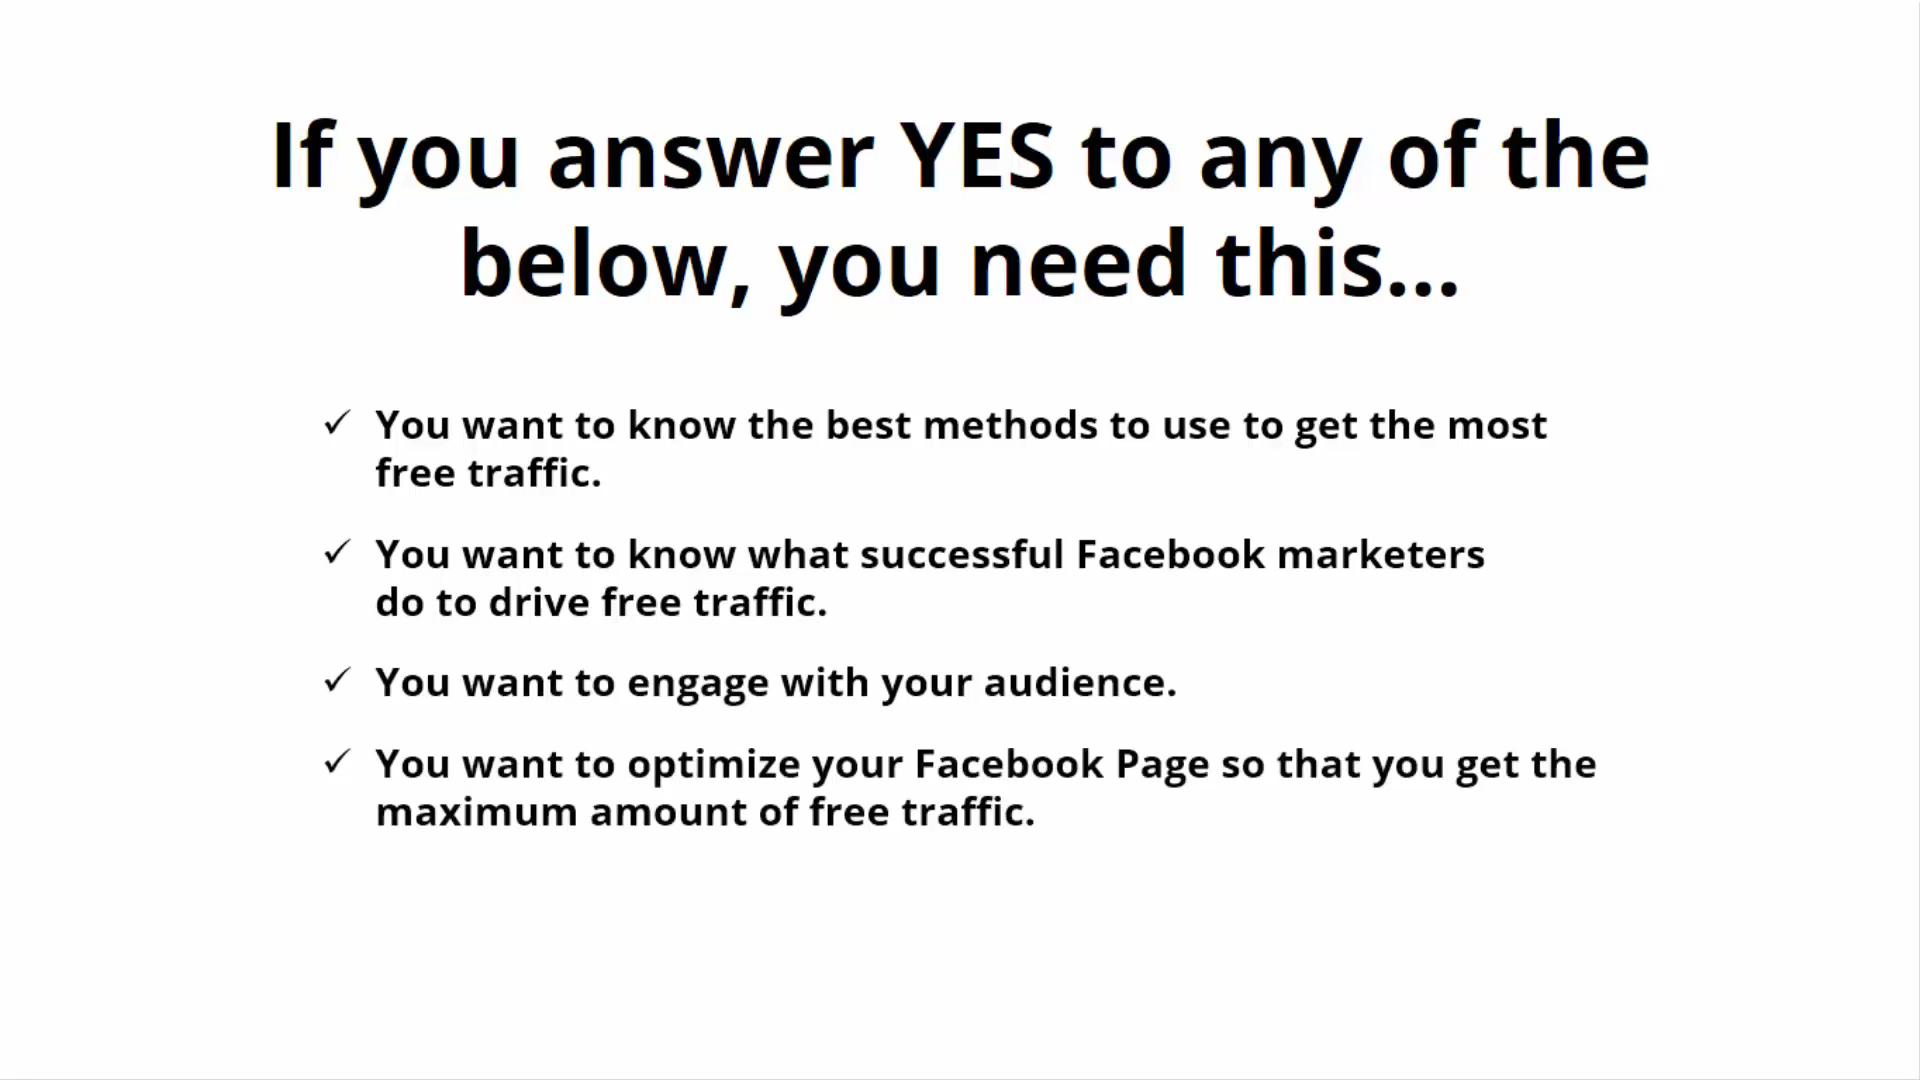 If you answer YES to any of the
below, you need this...
✓ You want to know the best methods to use to get the most
free traffic.
✓ You want to know what successful Facebook marketers
do to drive free traffic.
✓ You want to engage with your audience.
✓ You want to optimize your Facebook Page so that you get the
maximum amount of free traffic.